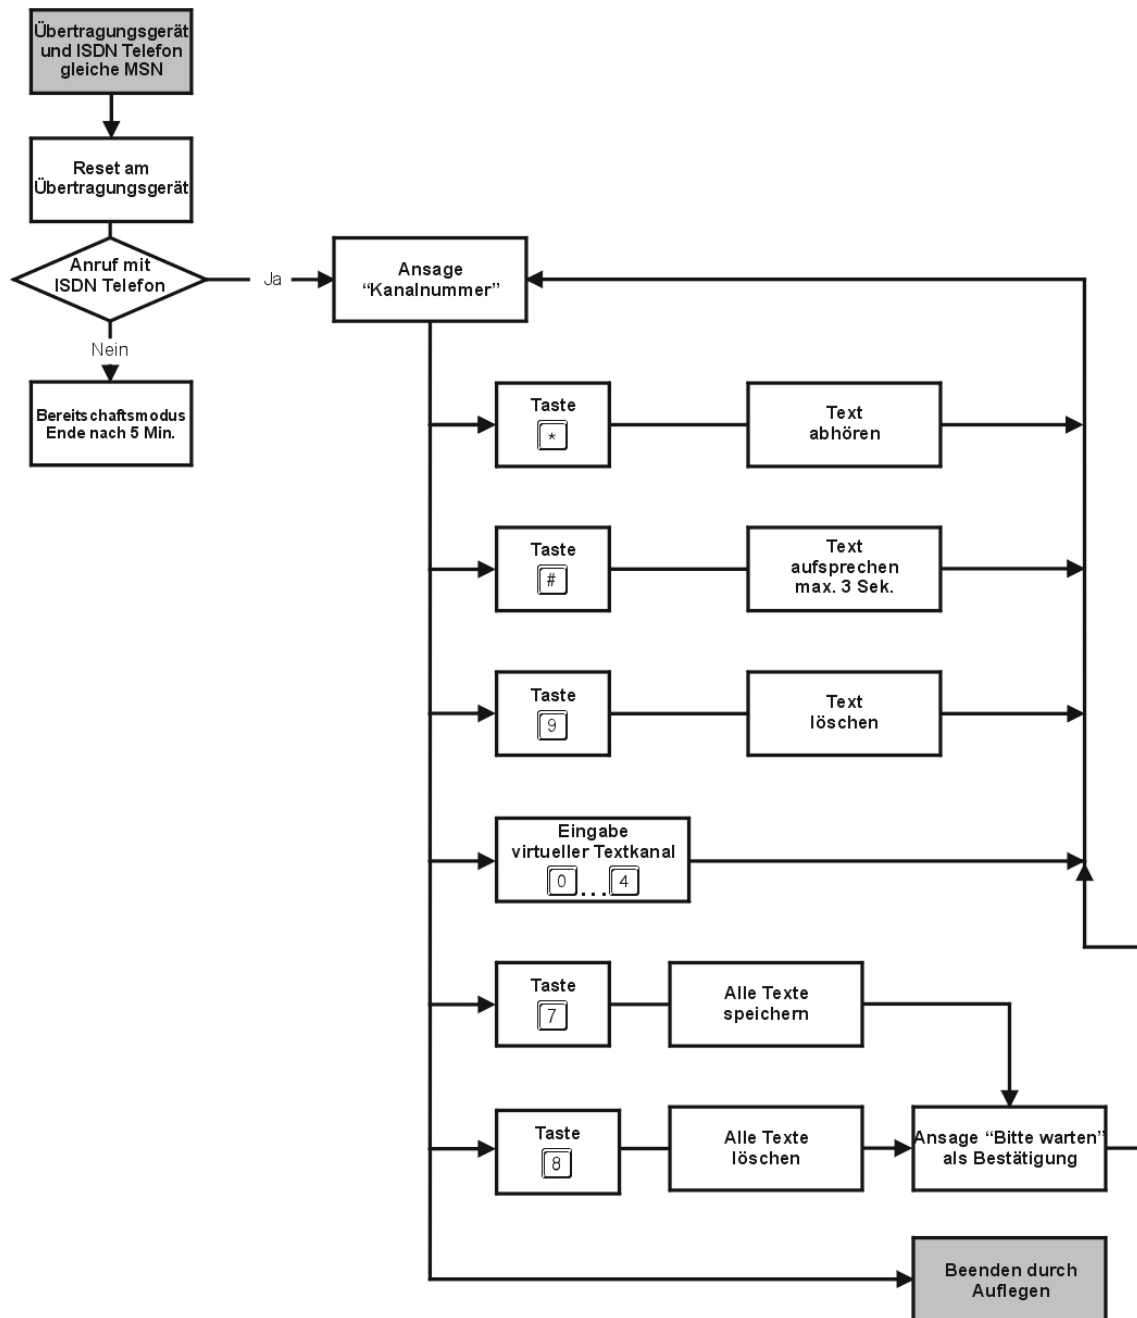 Übertragungsgerät
und ISDN Telefon
gleiche MSN
Reset am
Übertragungsgerät
Anruf mit
ISDN Telefon
Ja
Ansage
“Kanalnummer”
Nein
Bereitschaftsmodus
Ende nach 5 Min.
Taste
*
Text
abhören
Taste
#
Text
aufsprechen
max. 3 Sek.
Taste
9
Text
löschen
Eingabe
virtueller Textkanal
0 ... 4
Taste
7
Alle Texte
speichern
Taste
8
Alle Texte
löschen
Ansage “Bitte warten”
als Bestätigung
Beenden durch
Auflegen